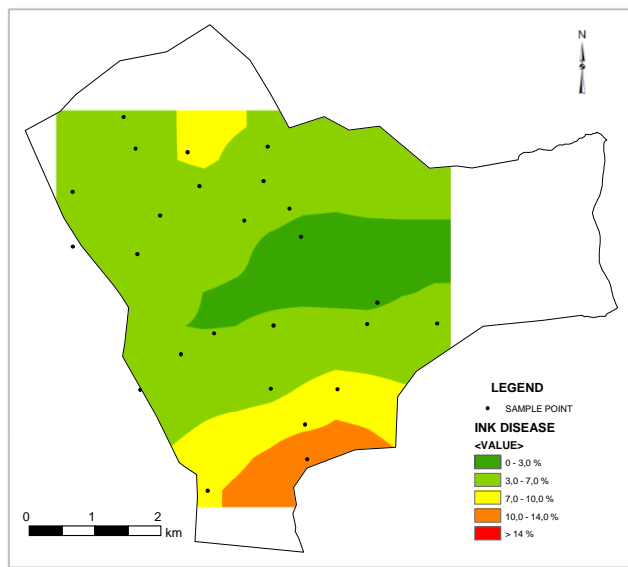 N
LEGEND
SAMPLE POINT
INK DISEASE
<VALUE>
0 - 3,0 %
3,0 - 7,0 %
7,0 - 10,0 %
10,0 - 14,0 %
> 14 %
0 1 2
km